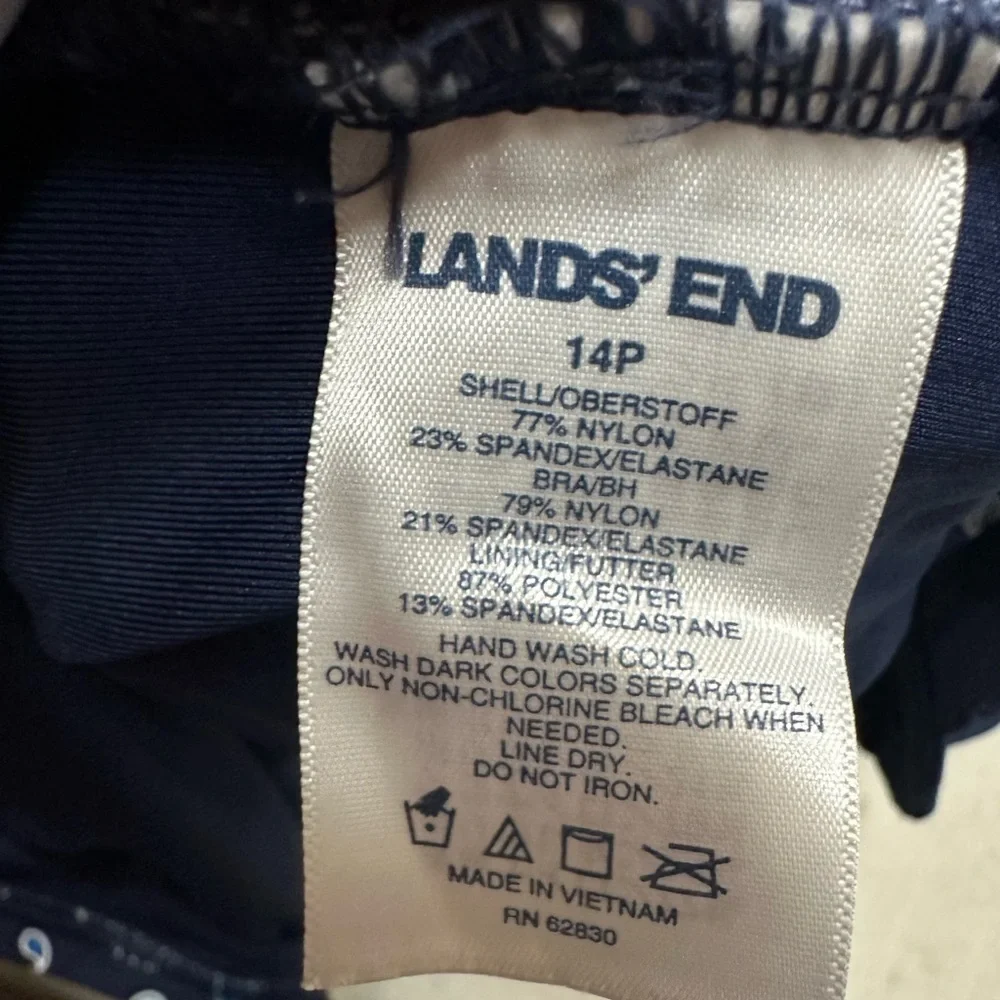 LANDS' END
14P
SHELL/OBERSTOFF
77% NYLON
23% SPANDEX/ELASTANE
BRA/BH
79% NYLON
21% SPANDEX/ELASTANE
LINING/FUTTER
87% POLYESTER
13% SPANDEX/ELASTANE
HAND WASH COLD.
WASH DARK COLORS SEPARATELY.
ONLY NON-CHLORINE BLEACH WHEN
NEEDED.
LINE DRY.
DO NOT IRON.
MADE IN VIETNAM
RN 62830